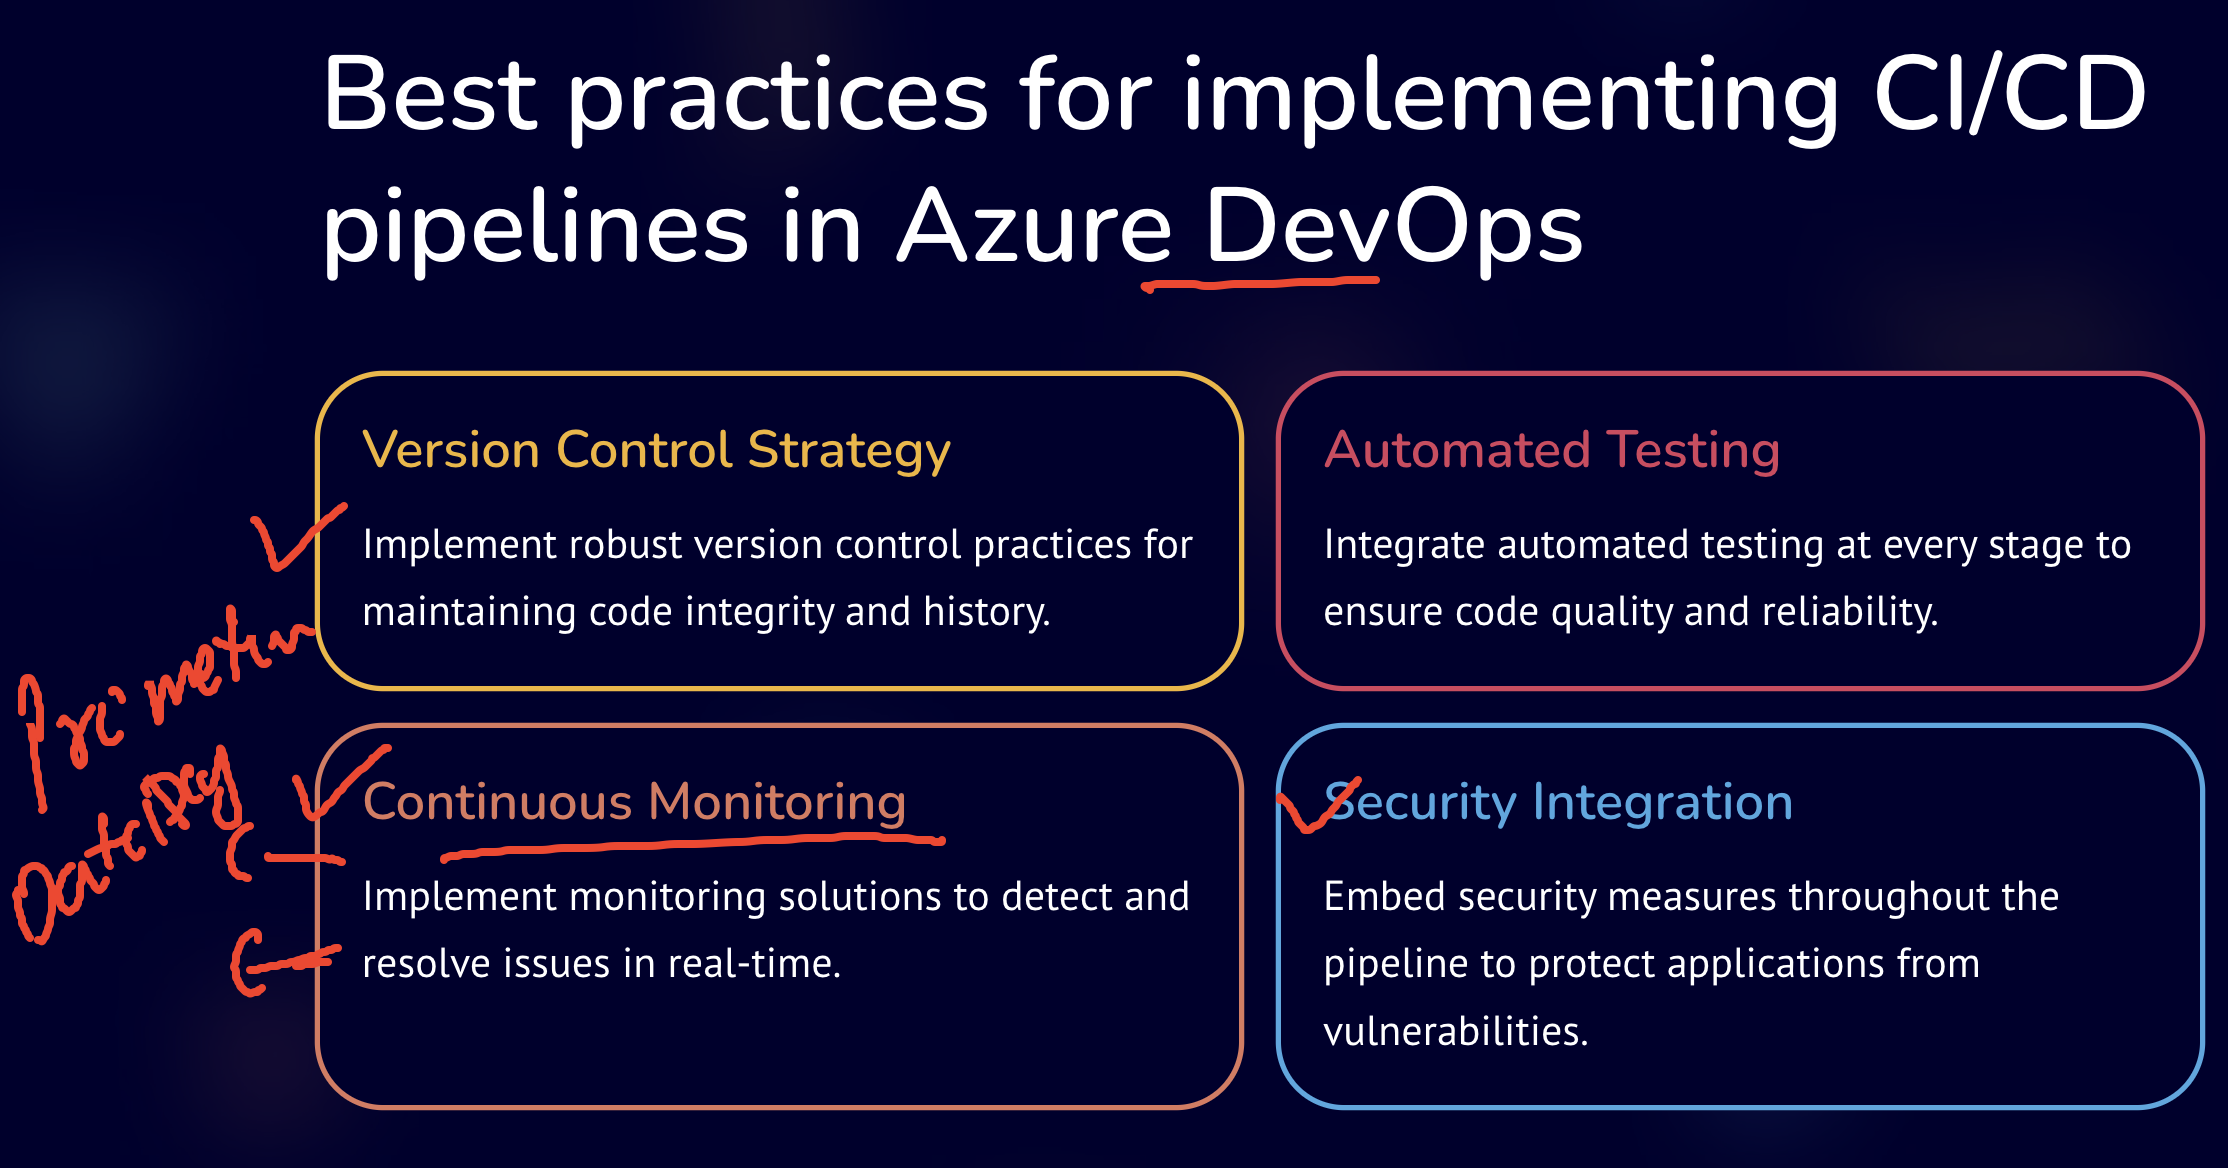 Best practices for implementing CI/CD
pipelines in Azure DevOps
Version Control Strategy
Implement robust version control practices for
maintaining code integrity and history.
Automated Testing
Integrate automated testing at every stage to
ensure code quality and reliability.
Continuous Monitoring
Implement monitoring solutions to detect and
resolve issues in real-time.
Security Integration
Embed security measures throughout the
pipeline to protect applications from
vulnerabilities.